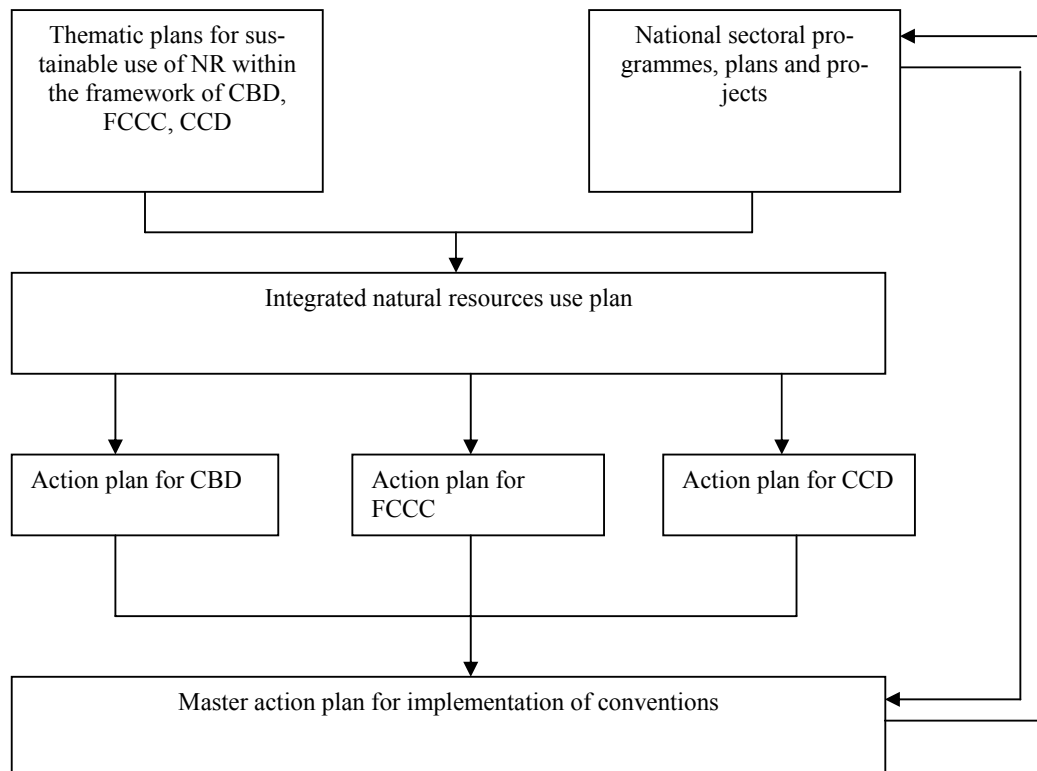 Thematic plans for sus-
tainable use of NR within
the framework of CBD,
FCCC, CCD
National sectoral pro-
grammes, plans and pro-
jects
Integrated natural resources use plan
Action plan for CBD
Action plan for
FCCC
Action plan for CCD
Master action plan for implementation of conventions